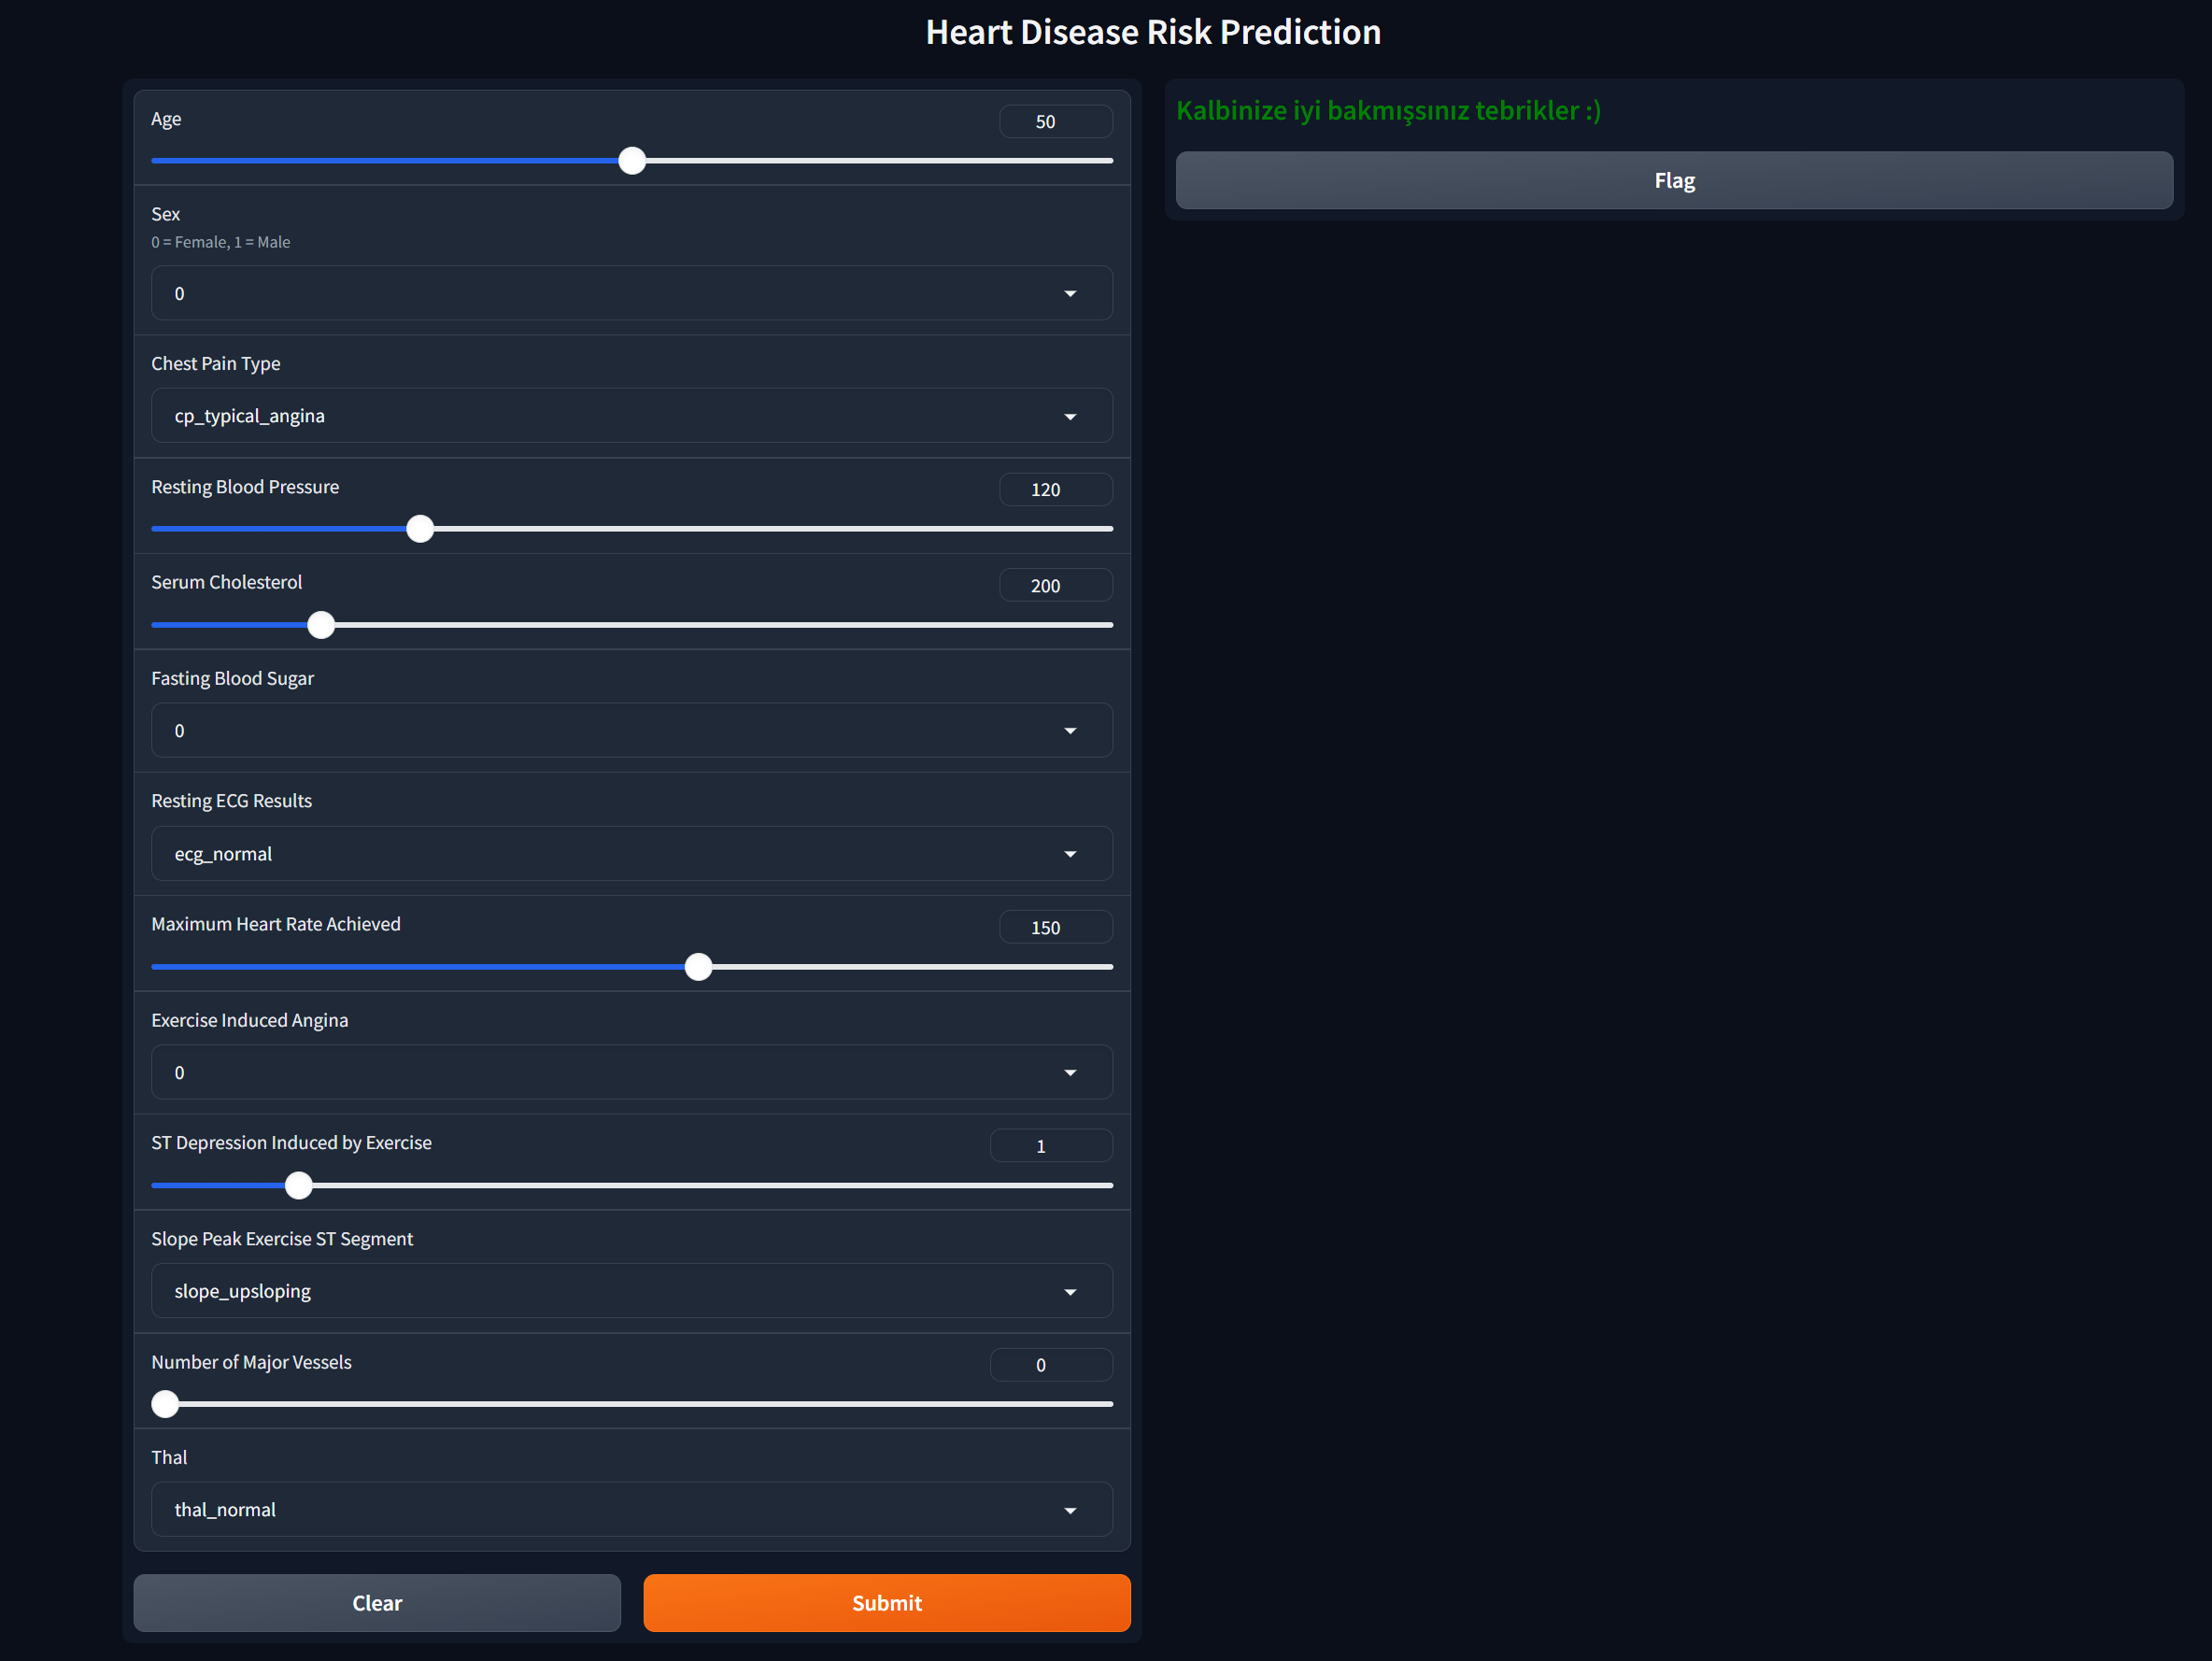 Heart Disease Risk Prediction
Age
50
Sex
0 = Female, 1 = Male
0
Chest Pain Type
cp_typical_angina
Resting Blood Pressure
120
Serum Cholesterol
200
Fasting Blood Sugar
0
Resting ECG Results
ecg_normal
Maximum Heart Rate Achieved
150
Exercise Induced Angina
0
ST Depression Induced by Exercise
1
Slope Peak Exercise ST Segment
slope_upsloping
Number of Major Vessels
0
Thal
thal_normal
Clear
Submit
Kalbinize iyi bakmışsınız tebrikler :)
Flag